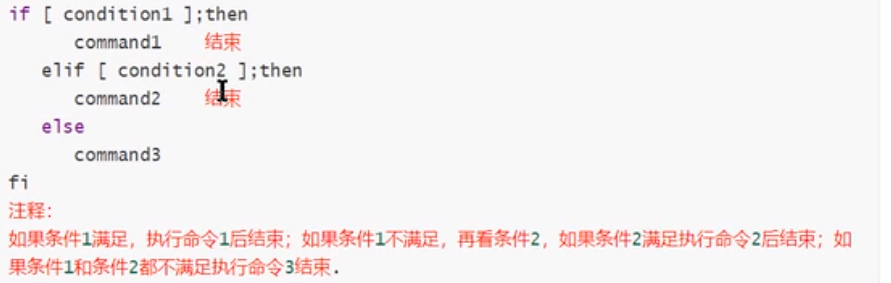 if [ condition1 ];then
command1 结束
elif [ condition2 ];then
command2 结束
else
command3
fi
注释:
如果条件1满足，执行命令1后结束；如果条件1不满足，再看条件2，如果条件2满足执行命令2后结束；如
果条件1和条件2都不满足执行命令3结束.